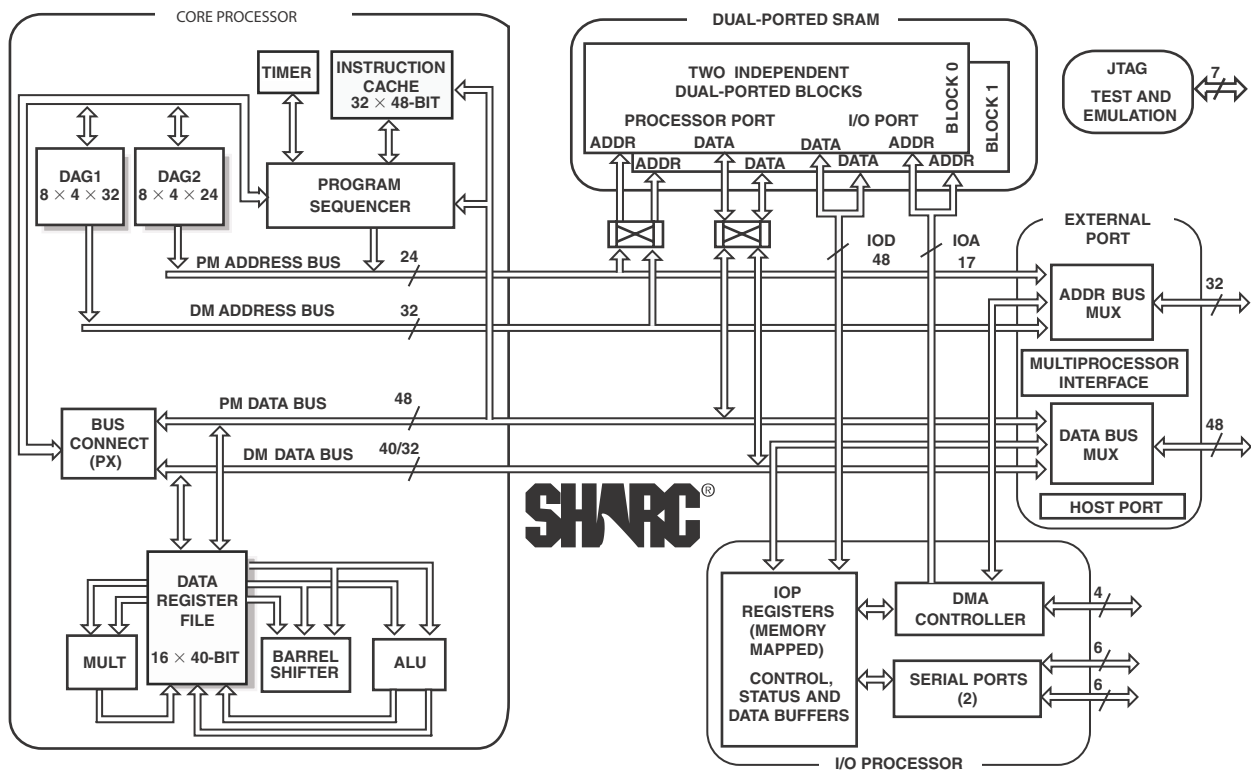 CORE PROCESSOR
TIMER
INSTRUCTION
CACHE
32 × 48-BIT
DAG1
8 × 4 × 32
DAG2
8 × 4 × 24
PROGRAM
SEQUENCER
PM ADDRESS BUS
24
DM ADDRESS BUS
32
PM DATA BUS
48
DM DATA BUS
40/32
BUS
CONNECT
(PX)
DATA
REGISTER
FILE
16 × 40-BIT
MULT
BARREL
SHIFTER
ALU
DUAL-PORTED SRAM
TWO INDEPENDENT
DUAL-PORTED BLOCKS
PROCESSOR PORT
I/O PORT
ADDR
DATA
DATA
ADDR
ADDR
DATA
DATA
ADDR
BLOCK 0
BLOCK 1
JTAG
TEST AND
EMULATION
7
IOD
48
IOA
17
EXTERNAL
PORT
ADDR BUS
MUX
32
MULTIPROCESSOR
INTERFACE
DATA BUS
MUX
48
HOST PORT
SHARC®
IOP
REGISTERS
(MEMORY
MAPPED)
CONTROL,
STATUS AND
DATA BUFFERS
DMA
CONTROLLER
4
SERIAL PORTS
(2)
6
6
I/O PROCESSOR